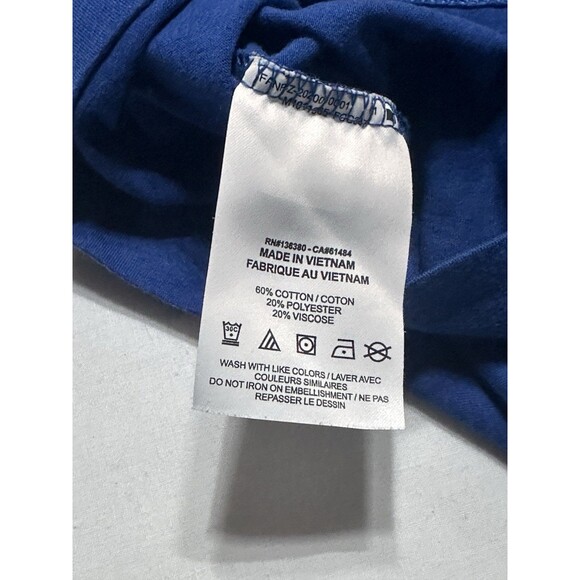 RN#136380 - CA#61484
MADE IN VIETNAM
FABRIQUE AU VIETNAM
60% COTTON / COTON
20% POLYESTER
20% VISCOSE
30C
WASH WITH LIKE COLORS / LAVER AVEC
COULEURS SIMILAIRES
DO NOT IRON ON EMBELLISHMENT / NE PAS
REPASSER LE DESSIN